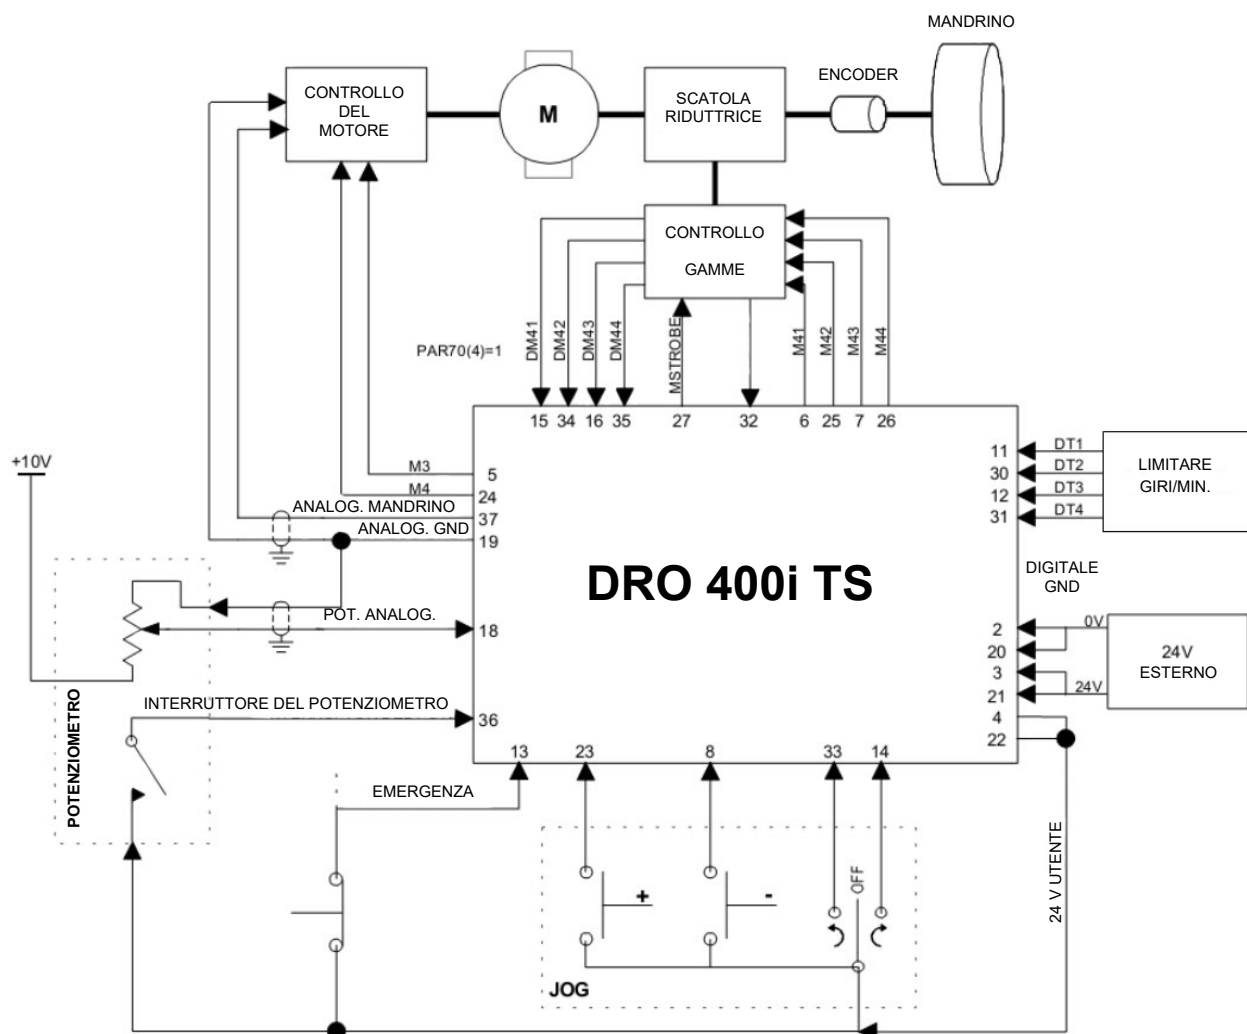 MANDRINO
ENCODER
CONTROLLO
DEL
MOTORE
M
SCATOLA
RIDUTTRICE
CONTROLLO
GAMME
PAR70(4)=1
DM41
DM42
DM43
DM44
MSTROBE
M41
M42
M43
M44
15 34 16 35 27 32 6 25 7 26
+10V
M3 5
M4 24
ANALOG. MANDRINO 37
ANALOG. GND 19
POT. ANALOG. 18
INTERRUTTORE DEL POTENZIOMETRO 36
POTENZIOMETRO
DRO 400i TS
11 DT1
30 DT2
12 DT3
31 DT4
LIMITARE
GIRI/MIN.
DIGITALE
GND
2 0V
20
3
21 24V
4
22
24V
ESTERNO
13 23 8 33 14
EMERGENZA
+
-
OFF
JOG
24 V UTENTE